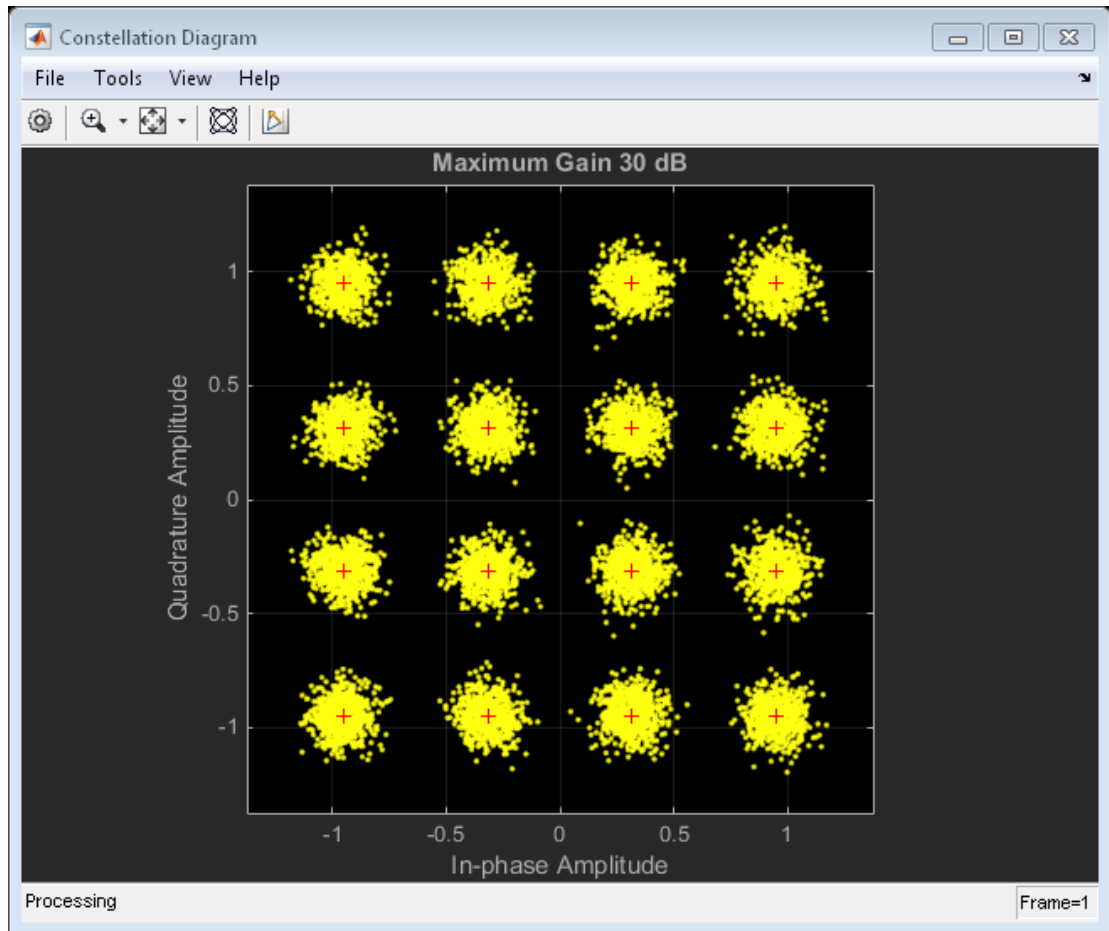 Constellation Diagram
File Tools View Help
Maximum Gain 30 dB
1
0.5
0
-0.5
-1
Quadrature Amplitude
-1 -0.5 0 0.5 1
In-phase Amplitude
Processing Frame=1